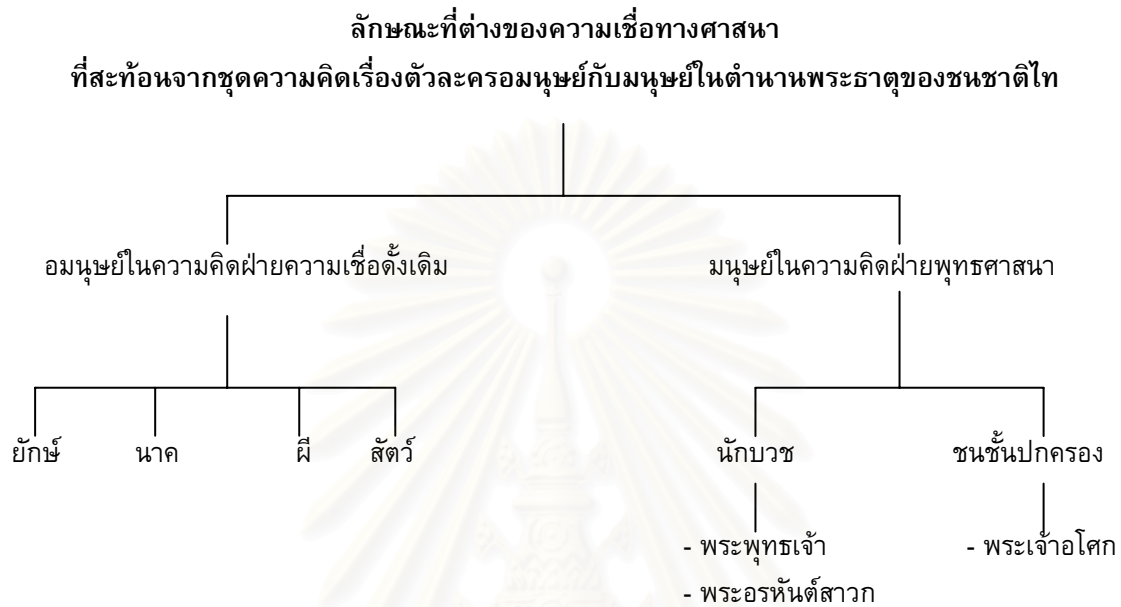 ลักษณะที่ต่างของความเชื่อทางศาสนา
ที่สะท้อนจากชุดความคิดเรื่องตัวละครอมนุษย์กับมนุษย์ในตำนานพระธาตุของชนชาติไท
อมนุษย์ในความคิดฝ่ายความเชื่อดั้งเดิม มนุษย์ในความคิดฝ่ายพุทธศาสนา
ยักษ์ นาค ผี สัตว์ นักบวช ชนชั้นปกครอง
- พระพุทธเจ้า - พระเจ้าอโศก
- พระอรหันต์สาวก